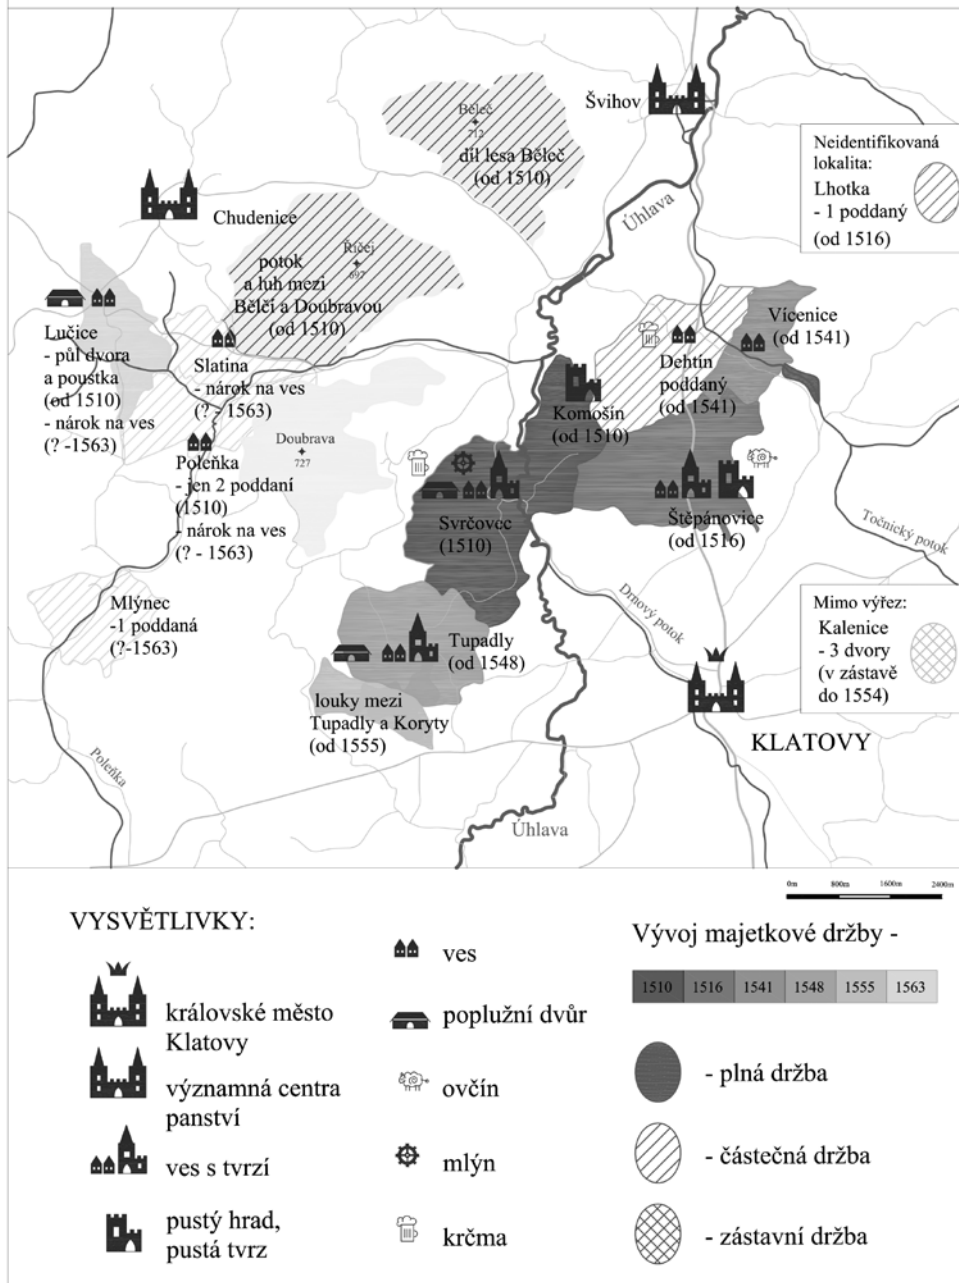 Švihov
Běleč
712
díl lesa Běleč
(od 1510)
Neidentifikovaná
lokalita:
Lhotka
- 1 poddaný
(od 1516)
Chudenice
Úhlava
Říčej
697
potok
a luh mezi
Bělčí a Doubravou
(od 1510)
Lučice
- půl dvora
a poustka
(od 1510)
- nárok na ves
(? -1563)
Slatina
- nárok na ves
(? - 1563)
Vícenice
(od 1541)
Dehtín
poddaný
(od 1541)
Komošín
(od 1510)
Doubrava
727
Poleňka
- jen 2 poddaní
(1510)
- nárok na ves
(? - 1563)
Svrčovec
(1510)
Štěpánovice
(od 1516)
Točnický potok
Drnový potok
Mlýnec
-1 poddaná
(?-1563)
Tupadly
(od 1548)
louky mezi
Tupadly a Koryty
(od 1555)
Mimo výřez:
Kalenice
- 3 dvory
(v zástavě
do 1554)
KLATOVY
Poleňka
Úhlava
0m 800m 1600m 2400m
VYSVĚTLIVKY:
královské město
Klatovy
významná centra
panství
ves s tvrzí
pustý hrad,
pustá tvrz
ves
poplužní dvůr
ovčín
mlýn
krčma
Vývoj majetkové držby -
1510 1516 1541 1548 1555 1563
- plná držba
- částečná držba
- zástavní držba